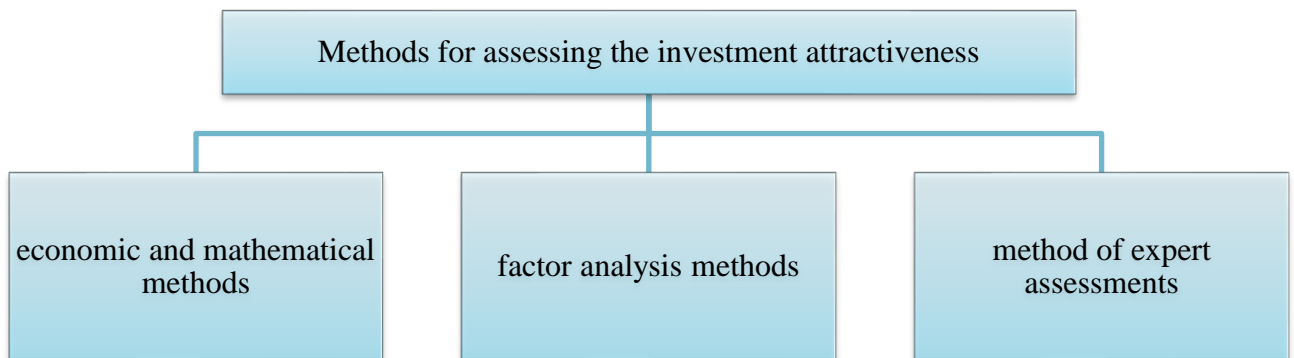 Methods for assessing the investment attractiveness
economic and mathematical
methods
factor analysis methods
method of expert
assessments